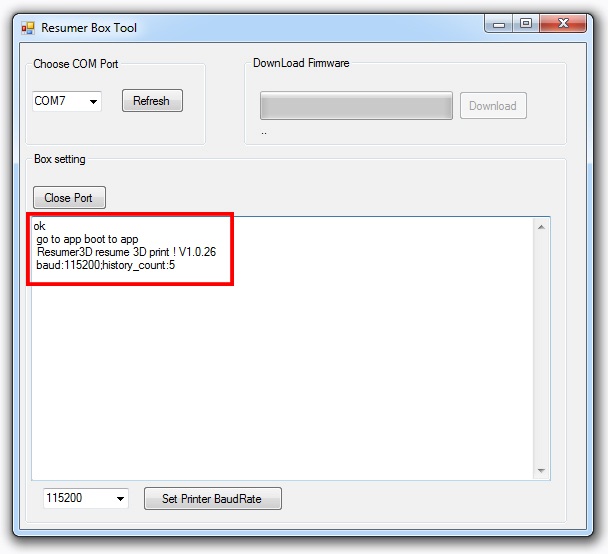 Resumer Box Tool
Choose COM Port
DownLoad Firmware
COM7
Refresh
Download
..
Box setting
Close Port
ok
go to app boot to app
Resumer3D resume 3D print ! V1.0.26
baud:115200;history_count:5
115200
Set Printer BaudRate